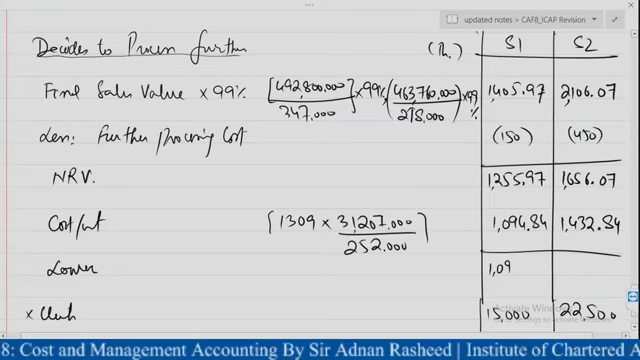 updated notes > CAF8_ICAP Revision
Decides to Process further
(Rs.) S1 S2
Final Sales Value × 99% [492,800,000 / 347,000] × 99%, (463,760,000 / 218,000) × 99% 1,405.97 2,106.07
Less: Further processing Cost (150) (450)
NRV. 1,255.97 1,656.07
Cost/unit [1309 × 31,207,000 / 252,000] 1,094.84 1,432.84
Lower 1,09
Activate Windows
× Units 15,000 22500
8: Cost and Management Accounting By Sir Adnan Rasheed | Institute of Chartered A